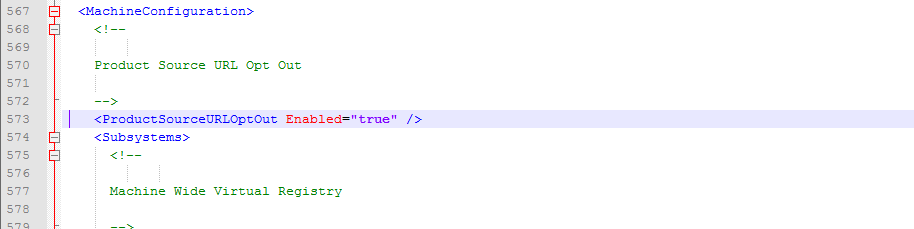 567 <MachineConfiguration>
568 <!--
569
570 Product Source URL Opt Out
571
572 -->
573 <ProductSourceURLOptOut Enabled="true" />
574 <Subsystems>
575 <!--
576
577 Machine Wide Virtual Registry
578
579 -->